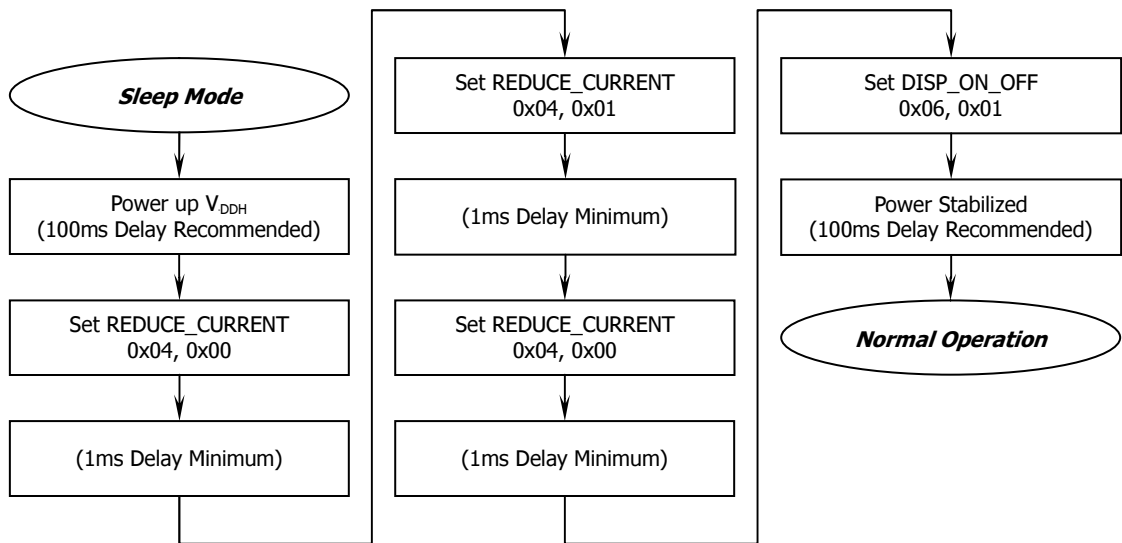 Sleep Mode
Power up VDDH
(100ms Delay Recommended)
Set REDUCE_CURRENT
0x04, 0x00
(1ms Delay Minimum)
Set REDUCE_CURRENT
0x04, 0x01
(1ms Delay Minimum)
Set REDUCE_CURRENT
0x04, 0x00
(1ms Delay Minimum)
Set DISP_ON_OFF
0x06, 0x01
Power Stabilized
(100ms Delay Recommended)
Normal Operation